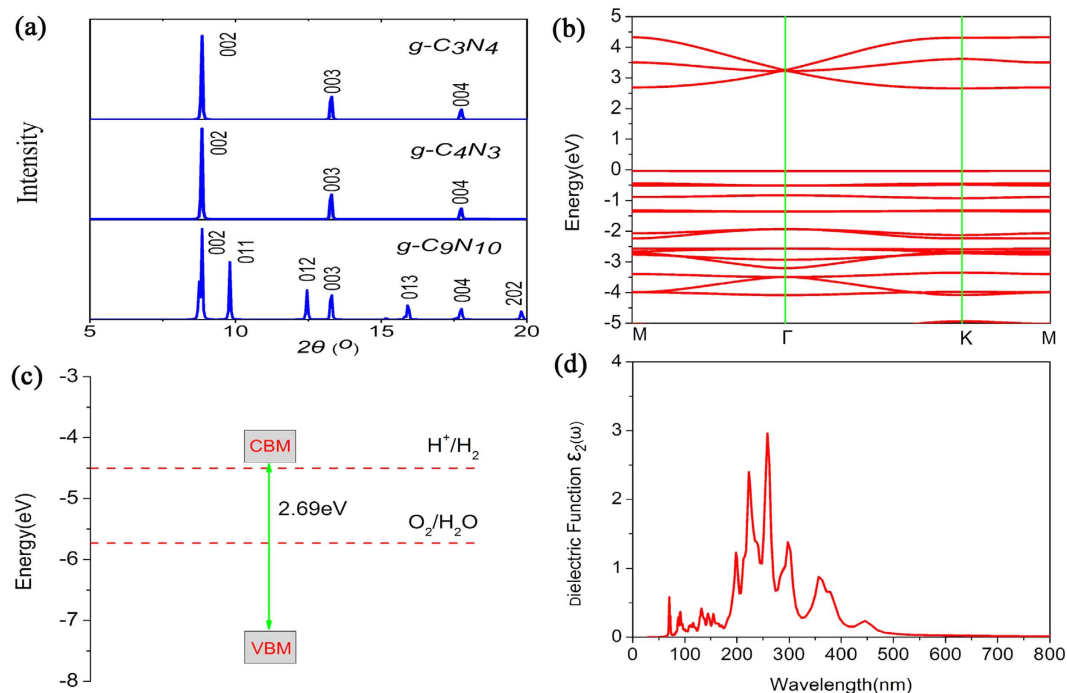 (a)
g-C3N4
002
003
004
g-C4N3
002
003
004
g-C9N10
002
011
012
003
013
004
202
Intensity
5 10 15 20
2θ (O)
(b)
5
4
3
2
1
0
-1
-2
-3
-4
-5
Energy(eV)
M Γ K M
(c)
-3
-4
-5
-6
-7
-8
Energy(eV)
CBM
H+/H2
2.69eV
O2/H2O
VBM
(d)
4
3
2
1
0
Dielectric Function ε2(ω)
0 100 200 300 400 500 600 700 800
Wavelength(nm)